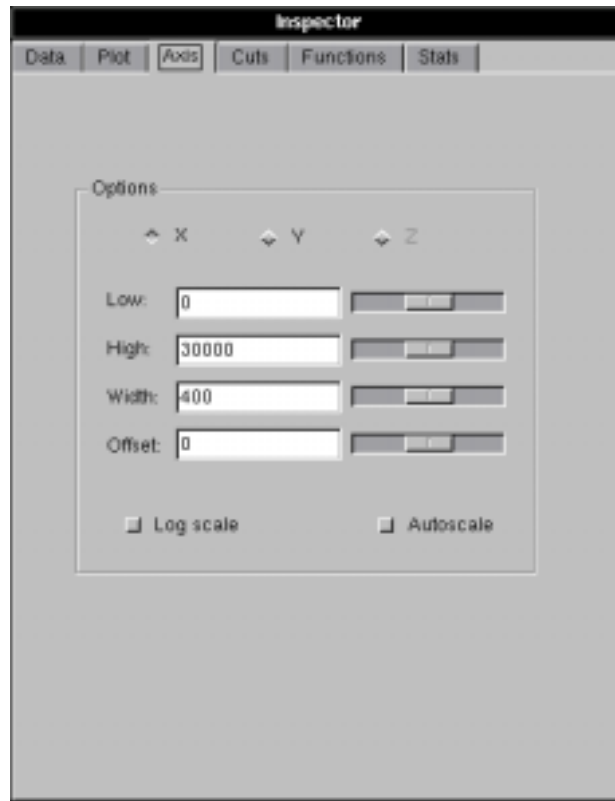 Inspector
Data Plot Axis Cuts Functions Stats
Options
X Y Z
Low: 0
High: 30000
Width: 400
Offset: 0
Log scale Autoscale